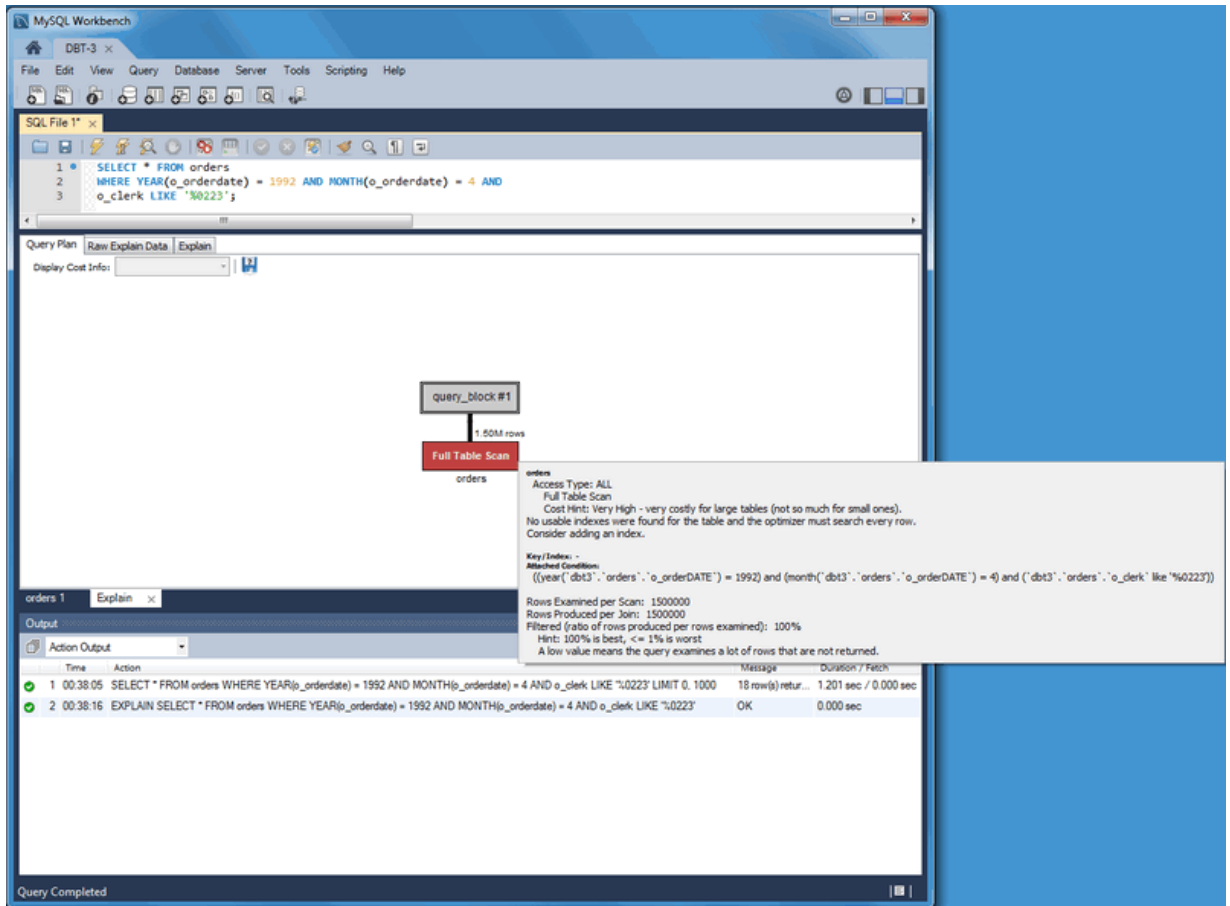 MySQL Workbench
DBT-3
File Edit View Query Database Server Tools Scripting Help
SQL File 1*
1 SELECT * FROM orders
2 WHERE YEAR(o_orderdate) = 1992 AND MONTH(o_orderdate) = 4 AND
3 o_clerk LIKE '%0223';
Query Plan Raw Explain Data Explain
Display Cost Info:
query_block #1
1.50M rows
Full Table Scan
orders
orders
Access Type: ALL
Full Table Scan
Cost Hint: Very High - very costly for large tables (not so much for small ones).
No usable indexes were found for the table and the optimizer must search every row.
Consider adding an index.
Key/Index: -
Attached Condition:
((year(`dbt3`.`orders`.`o_orderDATE`) = 1992) and (month(`dbt3`.`orders`.`o_orderDATE`) = 4) and (`dbt3`.`orders`.`o_clerk` like '%0223'))
Rows Examined per Scan: 1500000
Rows Produced per Join: 1500000
Filtered (ratio of rows produced per rows examined): 100%
Hint: 100% is best, <= 1% is worst
A low value means the query examines a lot of rows that are not returned.
orders 1 Explain
Output
Action Output
Time Action Message Duration / Fetch
1 00:38:05 SELECT * FROM orders WHERE YEAR(o_orderdate) = 1992 AND MONTH(o_orderdate) = 4 AND o_clerk LIKE '%0223' LIMIT 0, 1000 18 row(s) retur... 1.201 sec / 0.000 sec
2 00:38:16 EXPLAIN SELECT * FROM orders WHERE YEAR(o_orderdate) = 1992 AND MONTH(o_orderdate) = 4 AND o_clerk LIKE '%0223' OK 0.000 sec
Query Completed